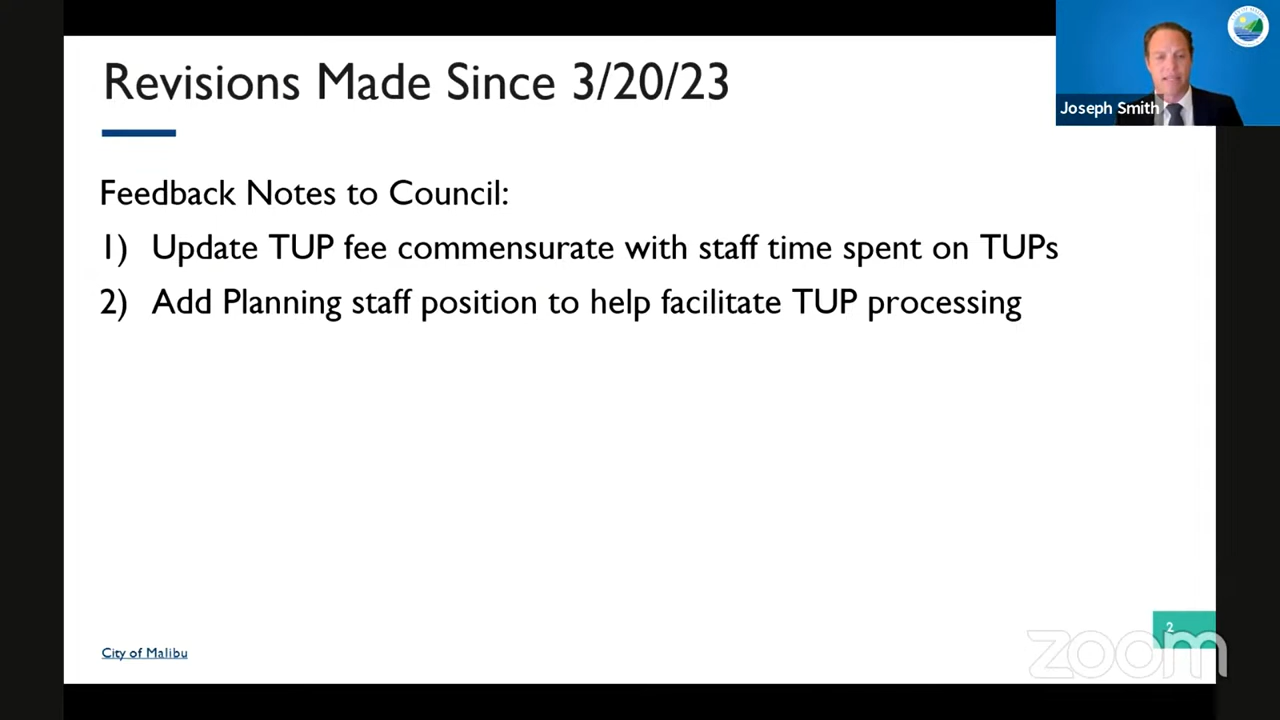 Revisions Made Since 3/20/23
Joseph Smith
Feedback Notes to Council:
1) Update TUP fee commensurate with staff time spent on TUPs
2) Add Planning staff position to help facilitate TUP processing
City of Malibu
2
zoom